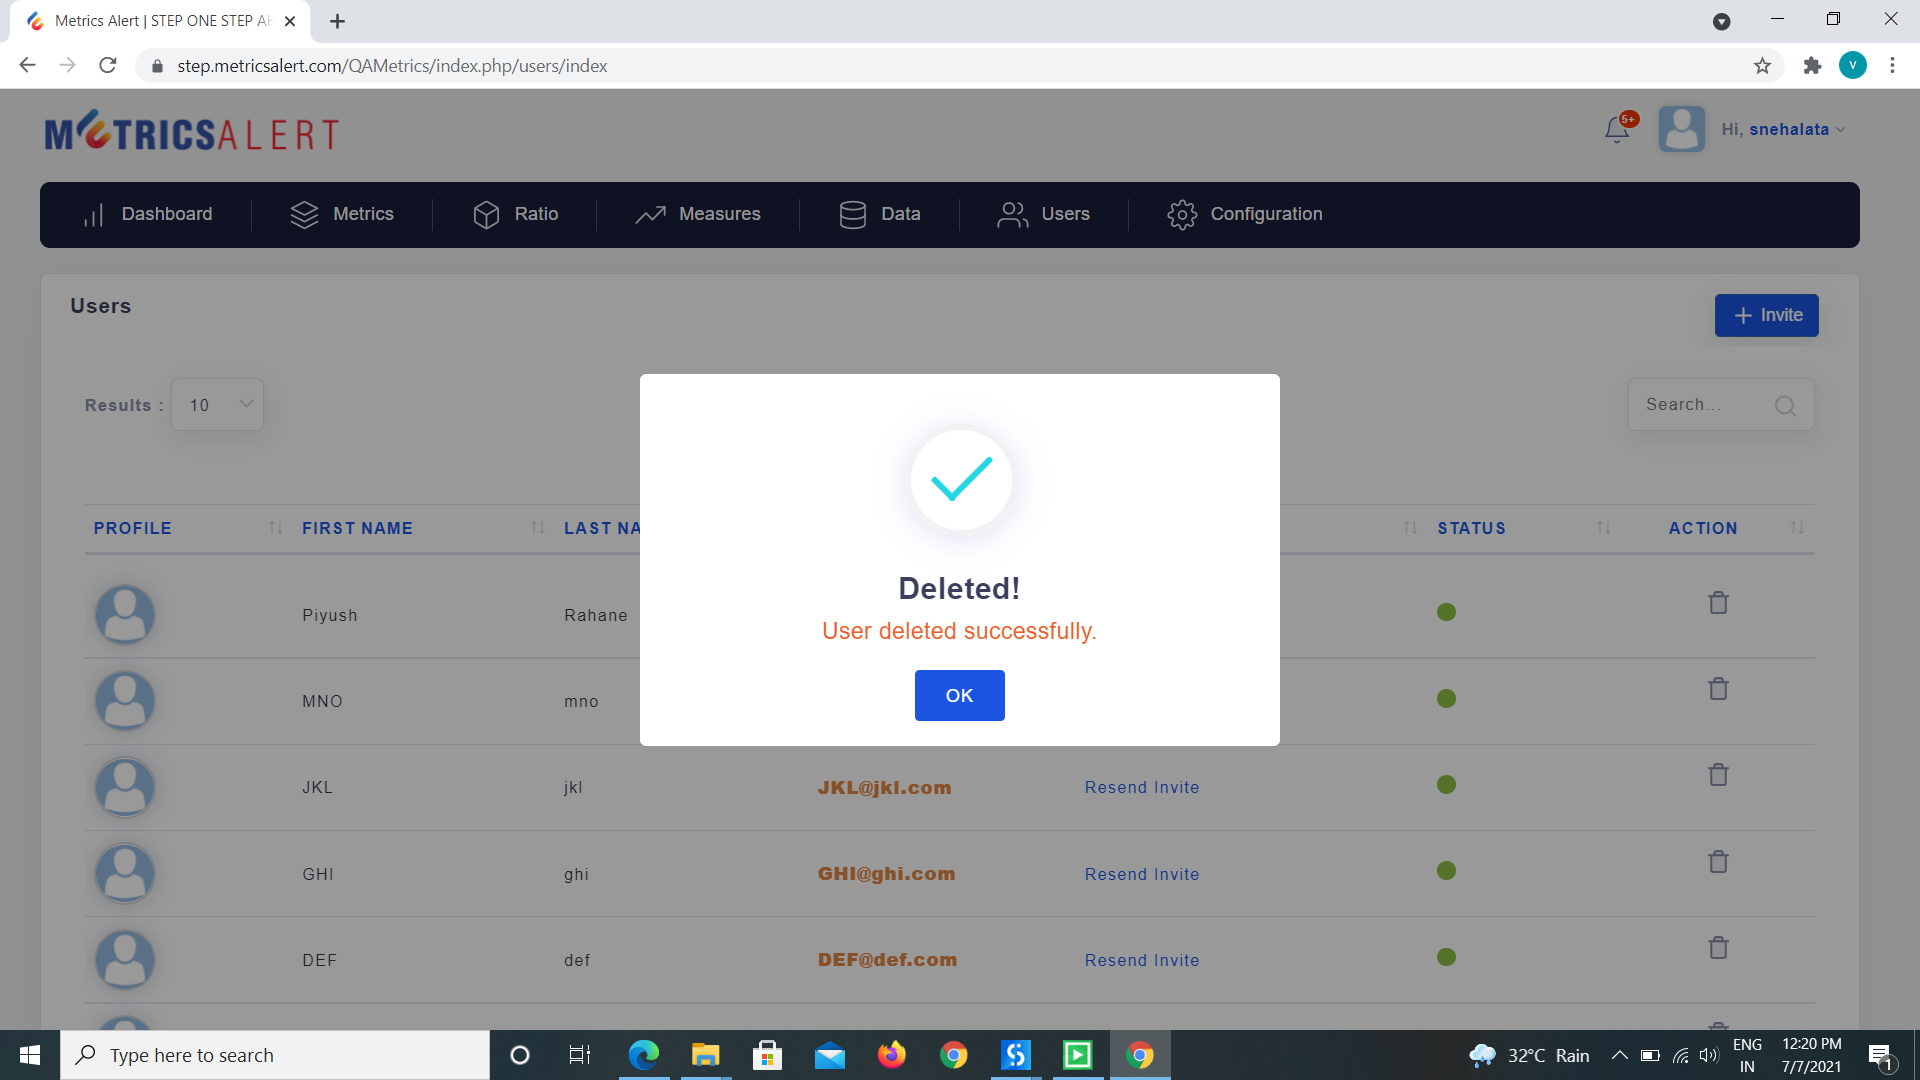 Metrics Alert | STEP ONE STEP AH
step.metricsalert.com/QAMetrics/index.php/users/index
V
METRICSALERT
5+
Hi, snehalata
Dashboard
Metrics
Ratio
Measures
Data
Users
Configuration
Users
Invite
Results :
10
Search...
PROFILE
FIRST NAME
LAST NA
STATUS
ACTION
Deleted!
User deleted successfully.
OK
Piyush
Rahane
MNO
mno
JKL
jkl
JKL@jkl.com
Resend Invite
GHI
ghi
GHI@ghi.com
Resend Invite
DEF
def
DEF@def.com
Resend Invite
Type here to search
32°C Rain
ENG
IN
12:20 PM
7/7/2021
1